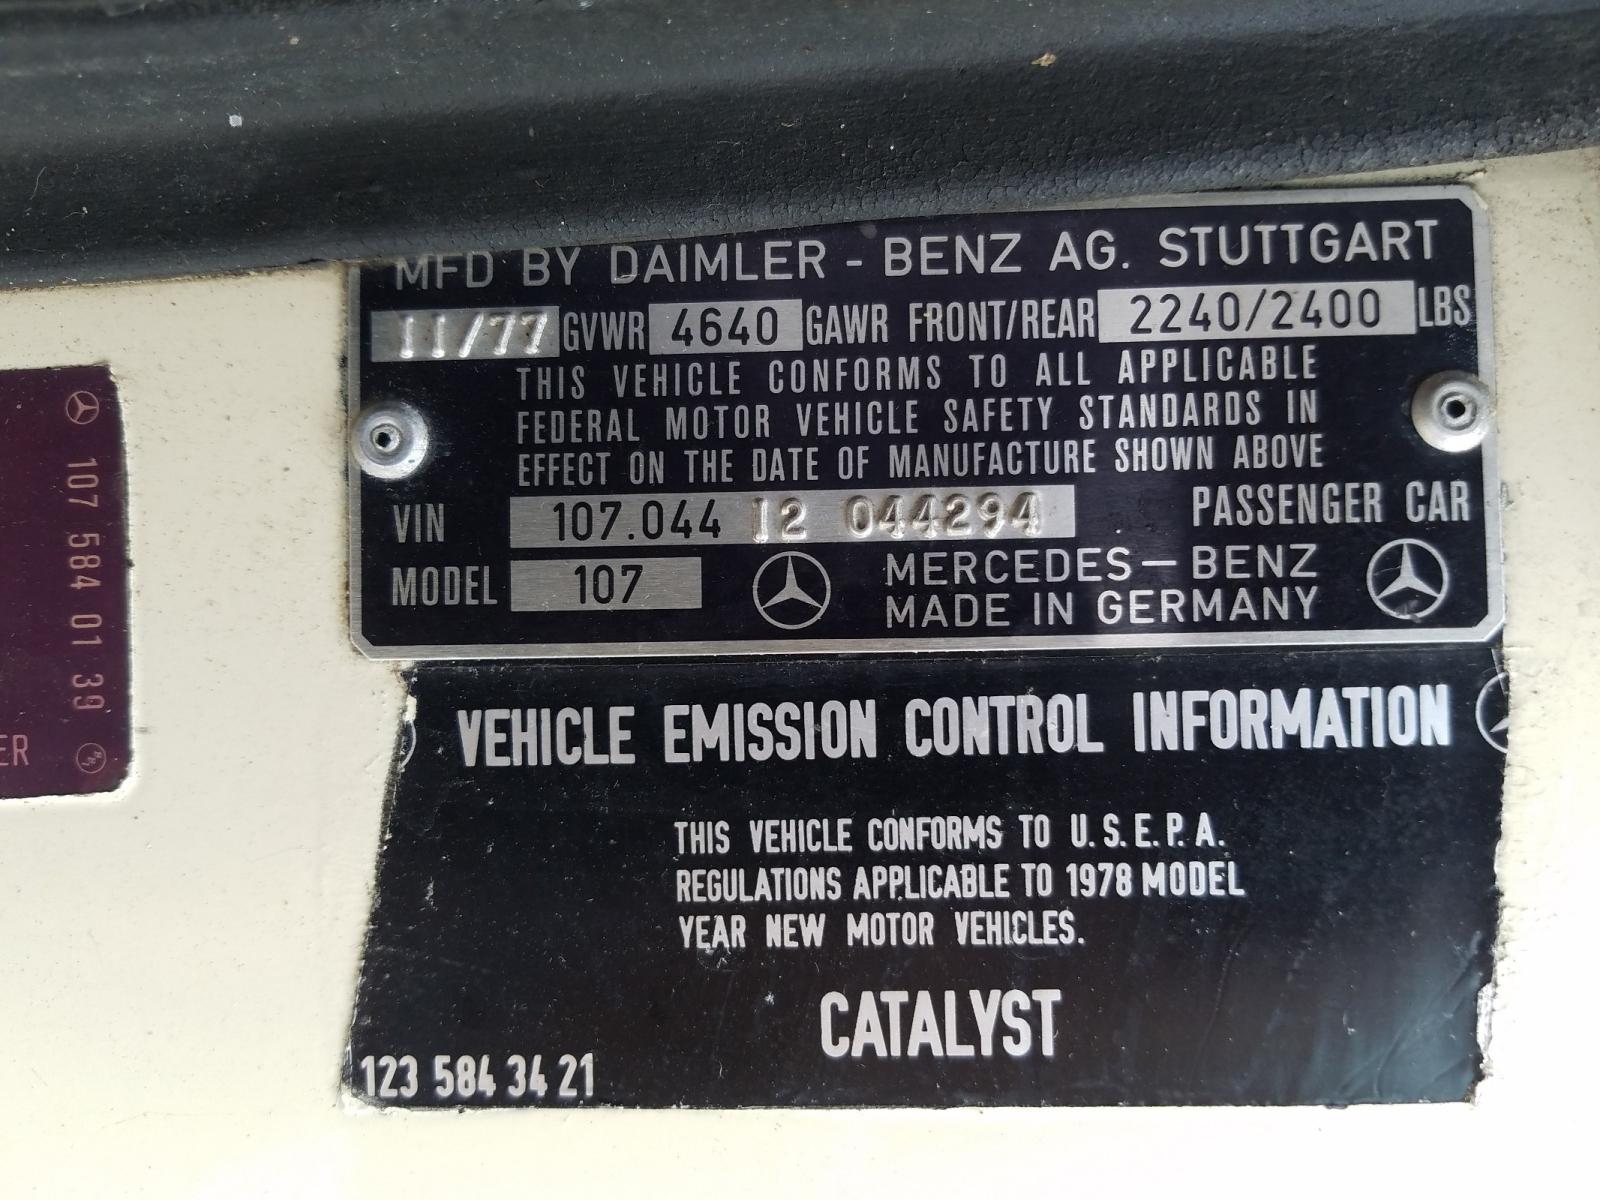 MFD BY DAIMLER - BENZ AG. STUTTGART
11/77 GVWR 4640 GAWR FRONT/REAR 2240/2400 LBS
THIS VEHICLE CONFORMS TO ALL APPLICABLE
FEDERAL MOTOR VEHICLE SAFETY STANDARDS IN
EFFECT ON THE DATE OF MANUFACTURE SHOWN ABOVE
VIN 107.044 12 044294 PASSENGER CAR
MODEL 107 MERCEDES – BENZ
MADE IN GERMANY
VEHICLE EMISSION CONTROL INFORMATION
THIS VEHICLE CONFORMS TO U.S.E.P.A.
REGULATIONS APPLICABLE TO 1978 MODEL
YEAR NEW MOTOR VEHICLES.
CATALYST
123 584 34 21
107 584 01 39
ER